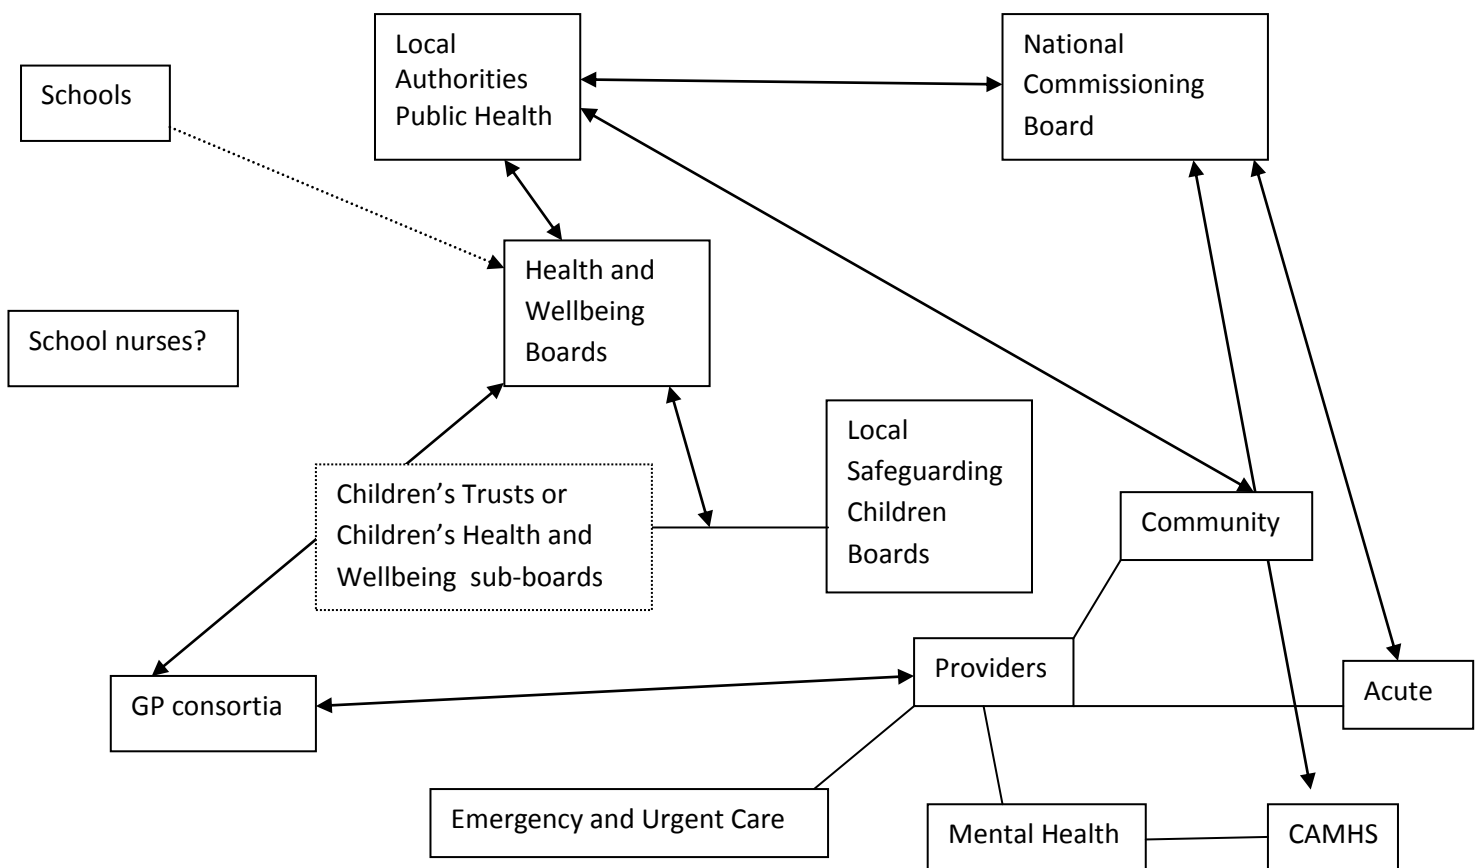 Local
Authorities
Public Health
National
Commissioning
Board
Schools
Health and
Wellbeing
Boards
School nurses?
Local
Safeguarding
Children
Boards
Children’s Trusts or
Children’s Health and
Wellbeing  sub-boards
Community
Providers
Acute
GP consortia
Emergency and Urgent Care
Mental Health
CAMHS